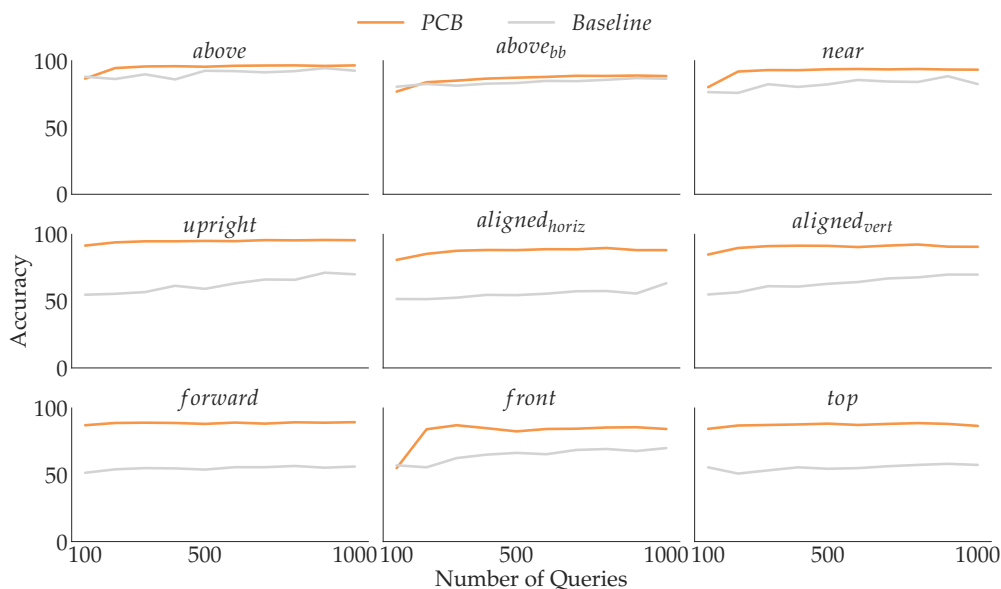 PCB Baseline
above above_bb near
100
50
0
upright aligned_horiz aligned_vert
100
50
0
Accuracy
forward front top
100
50
0
100 500 1000 100 500 1000 100 500 1000
Number of Queries